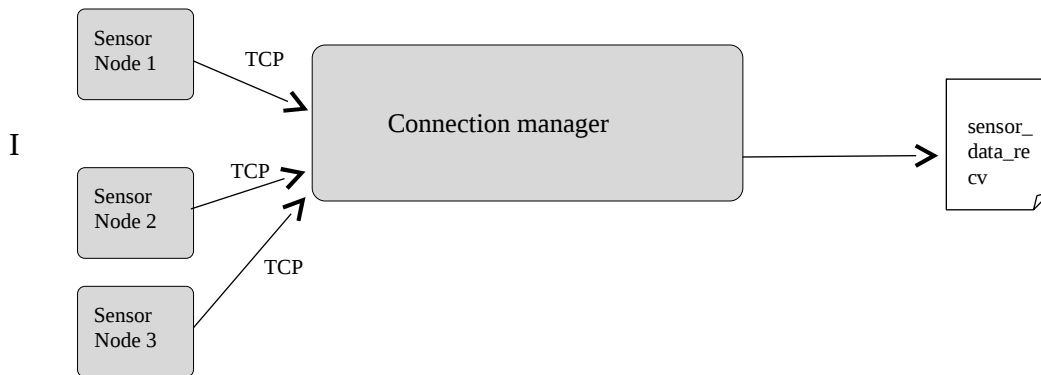 Sensor
Node 1
TCP
Connection manager
sensor_
data_re
cv
I
TCP
Sensor
Node 2
TCP
Sensor
Node 3